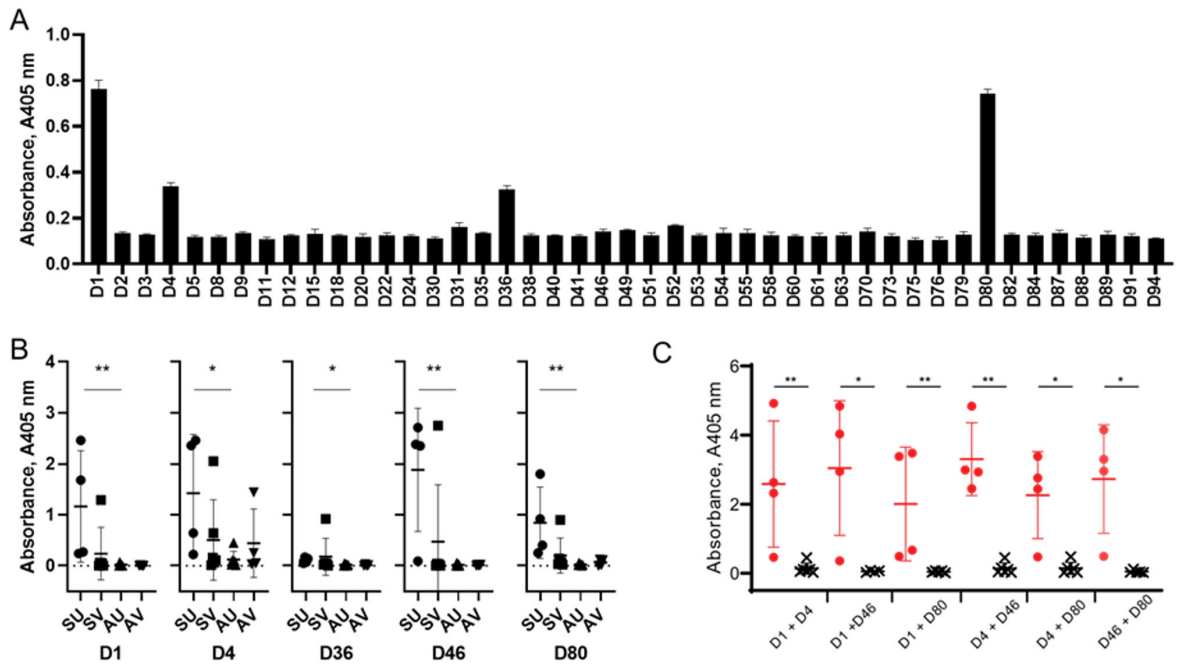 A
Absorbance, A405 nm
1.0
0.8
0.6
0.4
0.2
0.0
D1 D2 D3 D4 D5 D8 D9 D11 D12 D15 D18 D20 D22 D24 D30 D31 D35 D36 D38 D40 D41 D46 D49 D51 D52 D53 D54 D55 D58 D60 D61 D63 D70 D73 D75 D76 D79 D80 D82 D84 D87 D88 D89 D91 D94
B
Absorbance, A405 nm
4
3
2
1
0
** * * ** **
SU SV AU AV SU SV AU AV SU SV AU AV SU SV AU AV SU SV AU AV
D1 D4 D36 D46 D80
C
Absorbance, A405 nm
6
4
2
0
** * ** ** * *
D1 + D4 D1 +D46 D1 + D80 D4 + D46 D4 + D80 D46 + D80